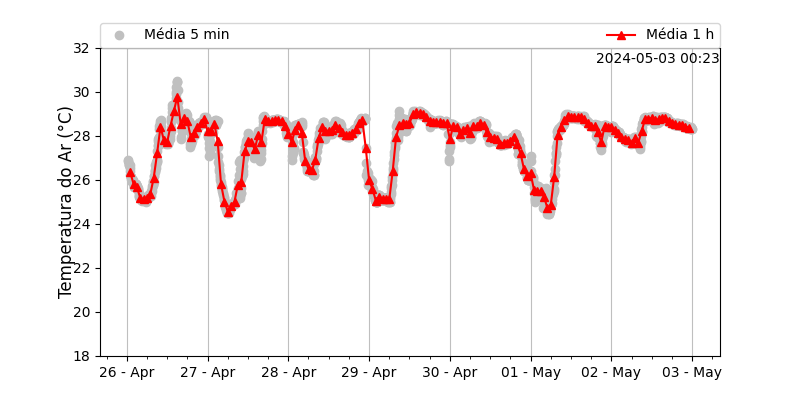 Média 5 min
Média 1 h
2024-05-03 00:23
Temperatura do Ar (°C)
32
30
28
26
24
22
20
18
26 - Apr
27 - Apr
28 - Apr
29 - Apr
30 - Apr
01 - May
02 - May
03 - May